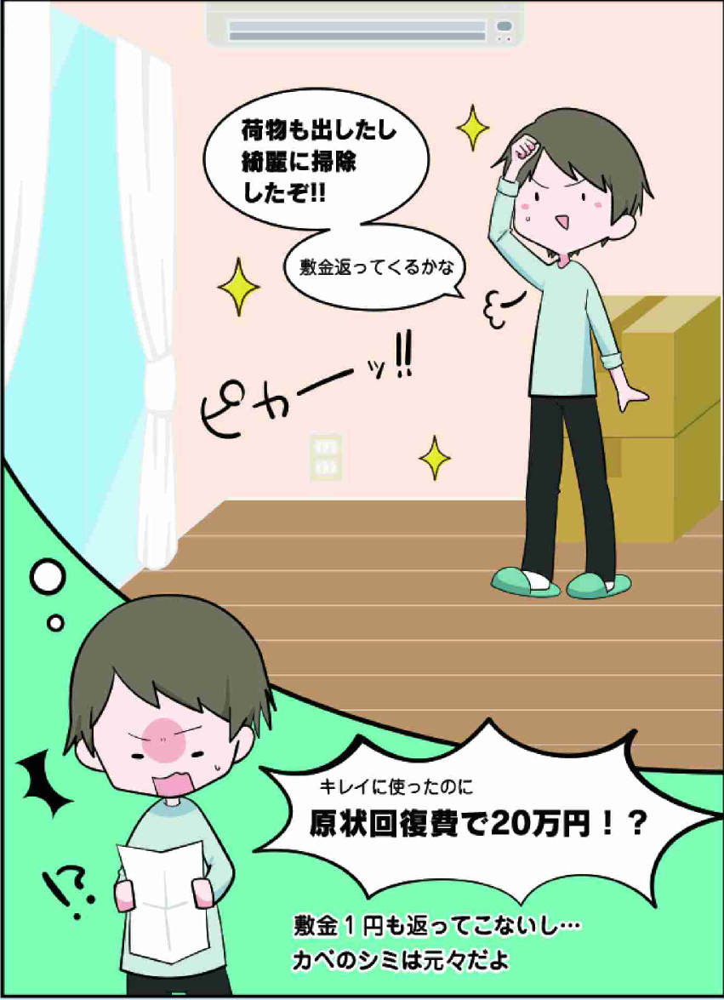 荷物も出したし
綺麗に掃除
したぞ!!
敷金返ってくるかな
ピカーッ!!
キレイに使ったのに
原状回復費で20万円！？
!?
敷金1円も返ってこないし…
カベのシミは元々だよ